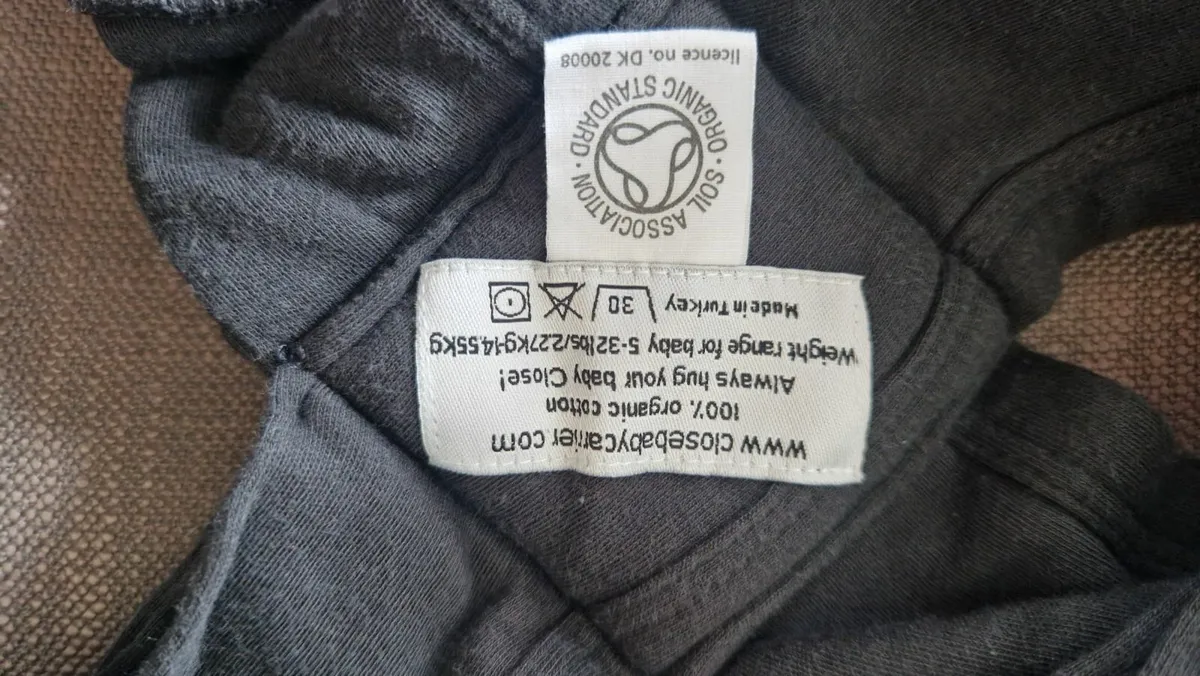 www.closebabycarrier.com
100% organic cotton
Always hug your baby Close!
Weight range for baby 5-32lbs/2.27kg-14.55kg
Made in Turkey 30
SOIL ASSOCIATION · ORGANIC STANDARD ·
licence no. DK 20008